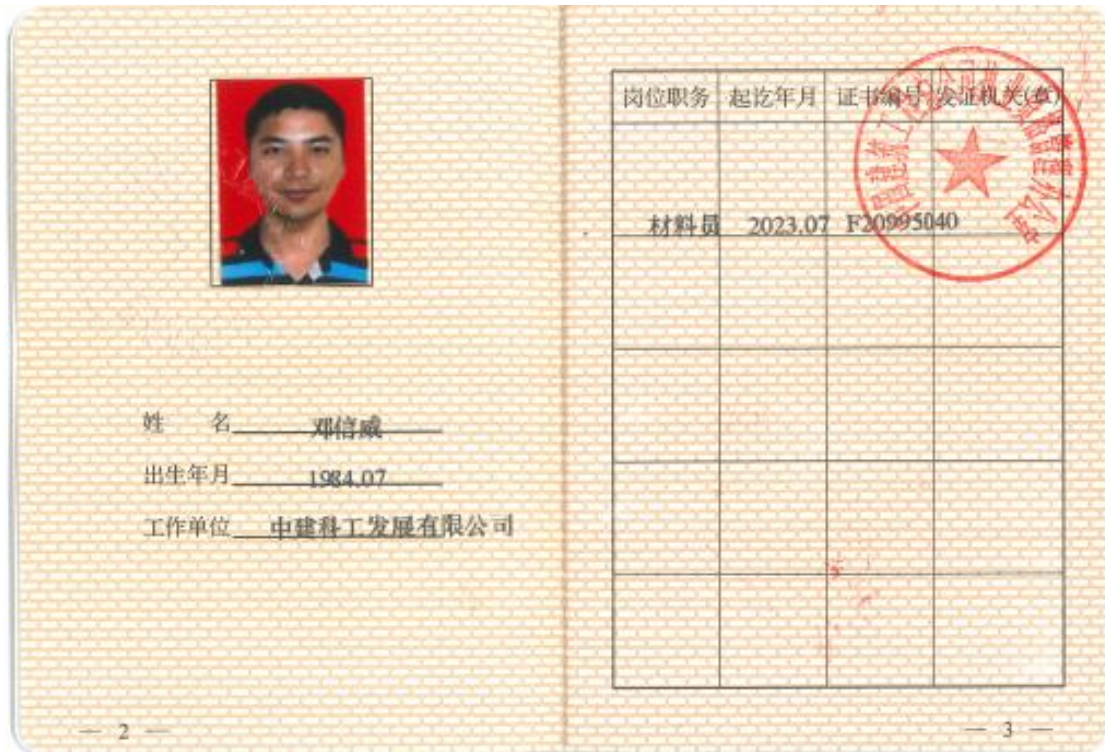 姓 名 邓信威
出生年月 1984.07
工作单位 中建科工发展有限公司
— 2 —
岗位职务 起讫年月 证书编号 发证机关(章)
材料员 2023.07 F20995040
— 3 —